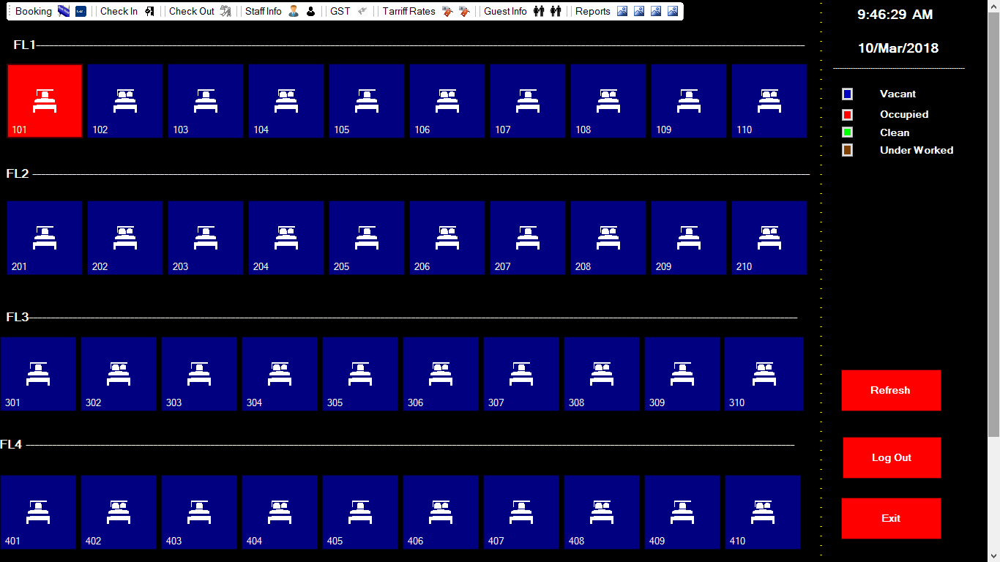 Booking Check In Check Out Staff Info GST Tarriff Rates Guest Info Reports
9:46:29 AM
10/Mar/2018
Vacant
Occupied
Clean
Under Worked
FL1
101 102 103 104 105 106 107 108 109 110
FL2
201 202 203 204 205 206 207 208 209 210
FL3
301 302 303 304 305 306 307 308 309 310
FL4
401 402 403 404 405 406 407 408 409 410
Refresh
Log Out
Exit